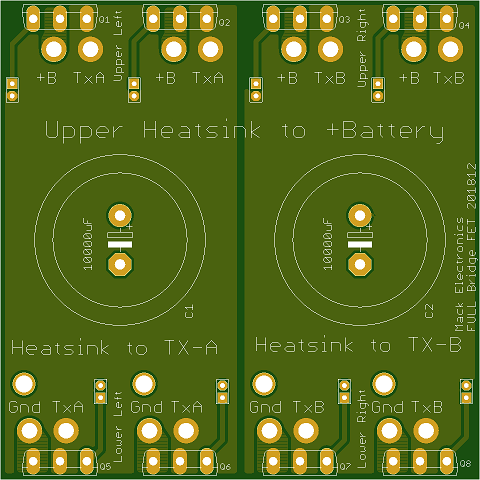 Q1 Q2 Q3 Q4
Upper Left
Upper Right
+B TxA +B TxA +B TxB +B TxB
Upper Heatsink to +Battery
10000uF
+
C1
10000uF
+
C2
Mack Electronics
FULL Bridge FET 201812
Heatsink to TX-A
Heatsink to TX-B
Gnd TxA Gnd TxA Gnd TxB Gnd TxB
Lower Left
Lower Right
Q5 Q6 Q7 Q8